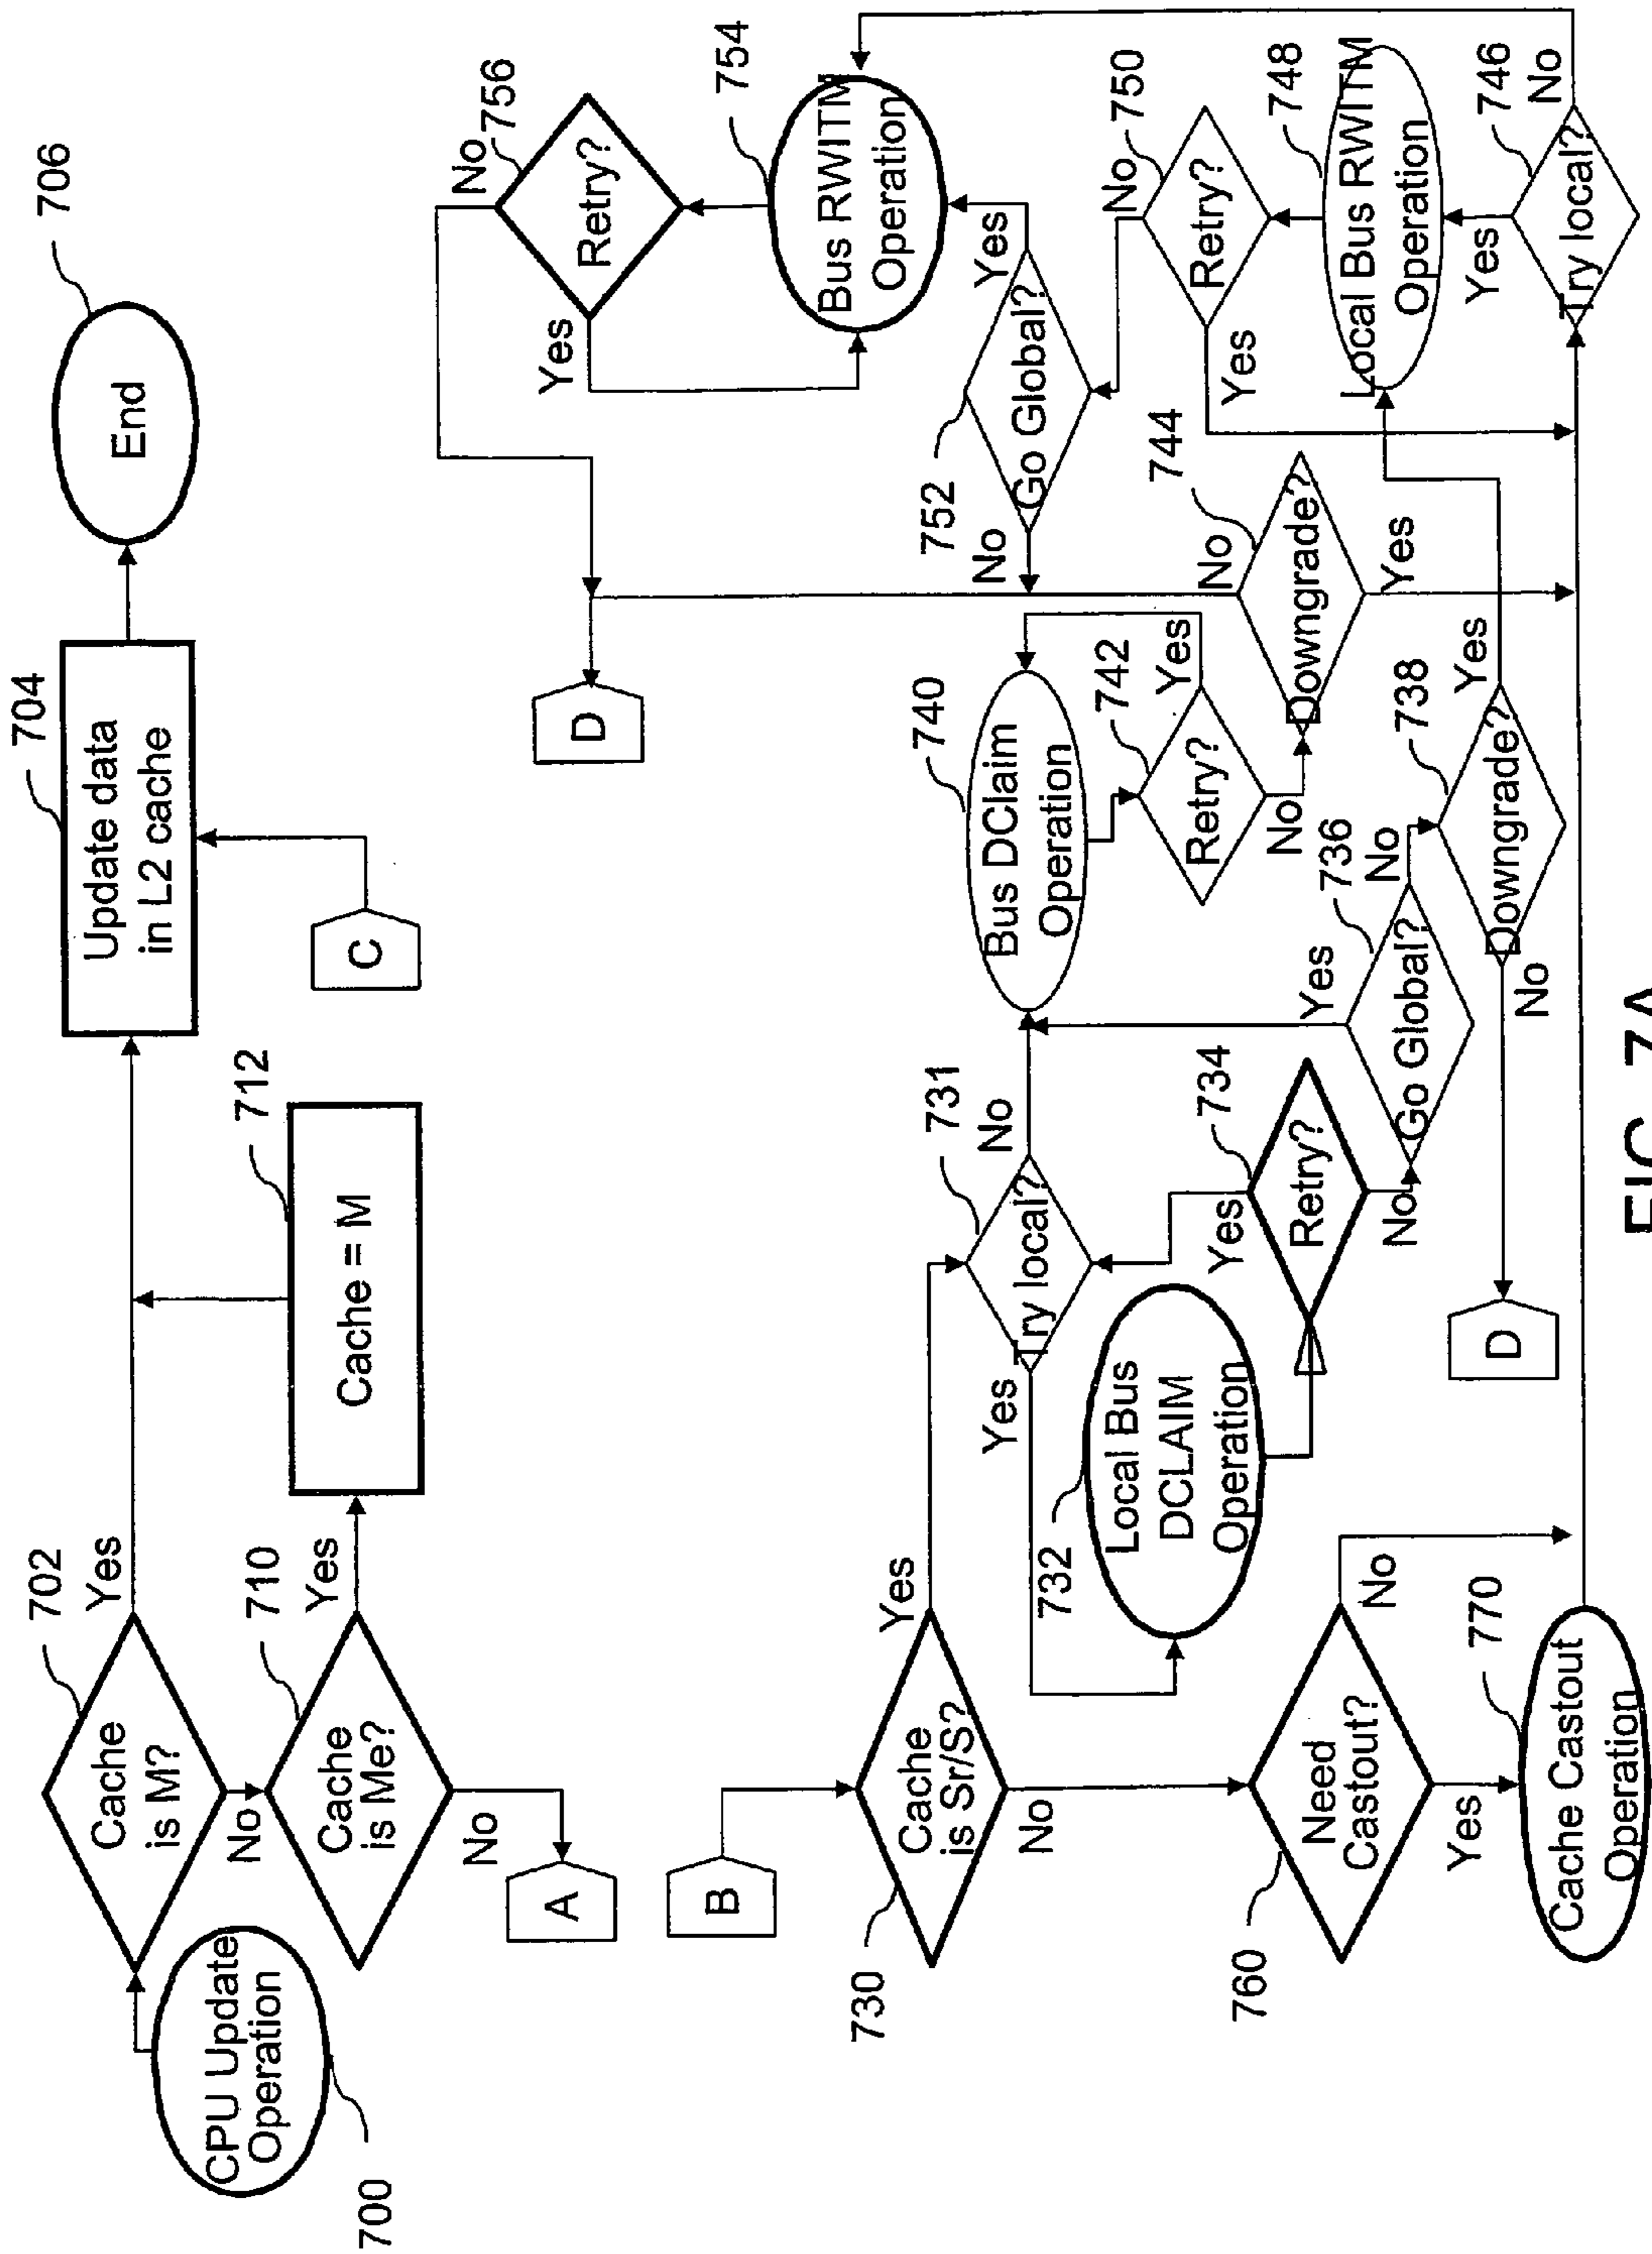 700
CPU Update
Operation
702
Cache
is M?
Yes
No
704
Update data
in L2 cache
706
End
710
Cache
is Me?
Yes
No
712
Cache = M
A
C
B
730
Cache
is Sr/S?
Yes
No
731
Try local?
No
Yes
732
Local Bus
DCLAIM
Operation
734
Retry?
Yes
No
736
Go Global?
Yes
No
738
Downgrade?
Yes
No
D
740
Bus DClaim
Operation
742
Retry?
Yes
No
744
Downgrade?
No
Yes
D
746
Try local?
No
Yes
748
Local Bus RWITM
Operation
750
Retry?
No
Yes
752
Go Global?
Yes
No
754
Bus RWITM
Operation
756
Retry?
No
Yes
760
Need
Castout?
No
Yes
770
Cache Castout
Operation
FIG. 7A